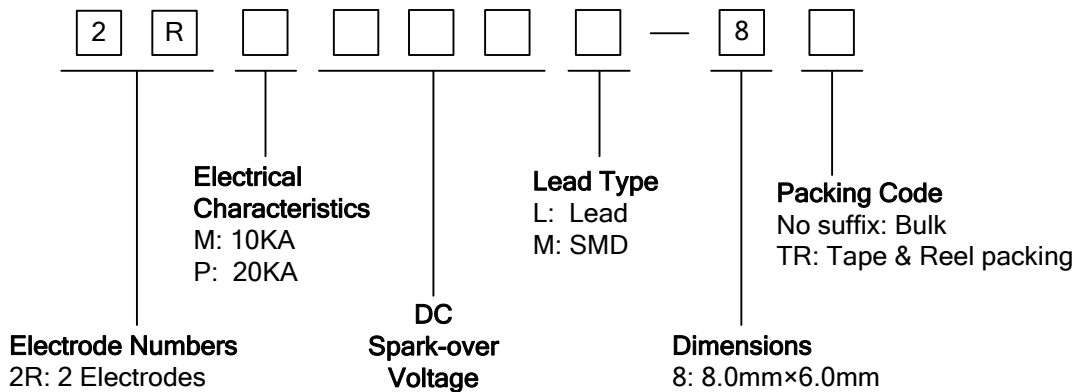 2 R — 8
Electrical
Characteristics
M: 10KA
P: 20KA
Lead Type
L: Lead
M: SMD
Packing Code
No suffix: Bulk
TR: Tape & Reel packing
Electrode Numbers
2R: 2 Electrodes
DC
Spark-over
Voltage
Dimensions
8: 8.0mm×6.0mm